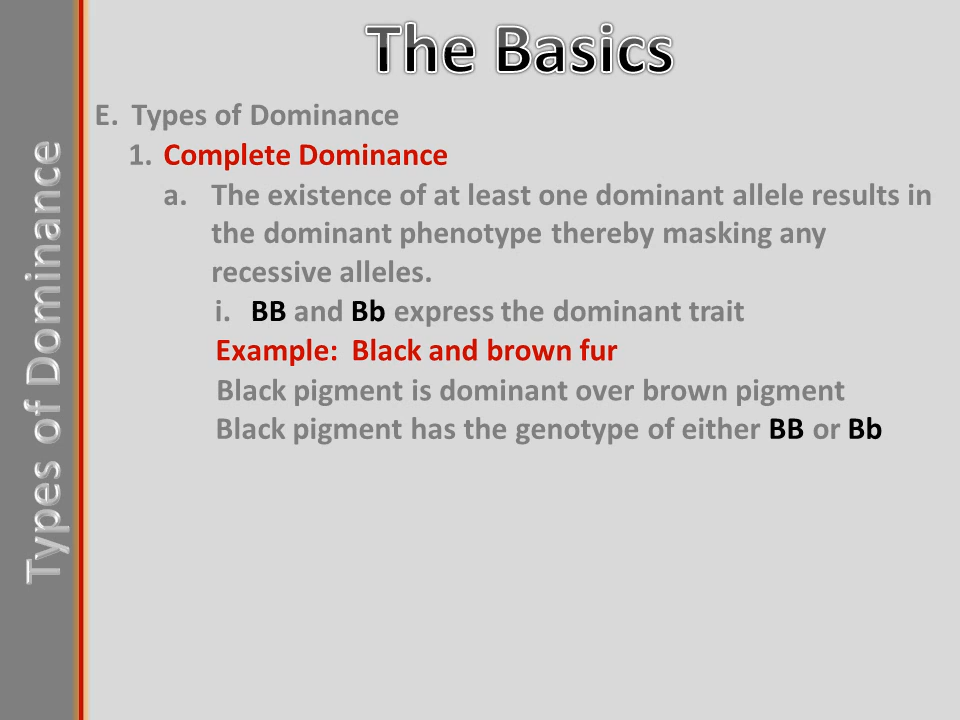 The Basics
Types of Dominance
E. Types of Dominance
1. Complete Dominance
a. The existence of at least one dominant allele results in
the dominant phenotype thereby masking any
recessive alleles.
i. BB and Bb express the dominant trait
Example: Black and brown fur
Black pigment is dominant over brown pigment
Black pigment has the genotype of either BB or Bb